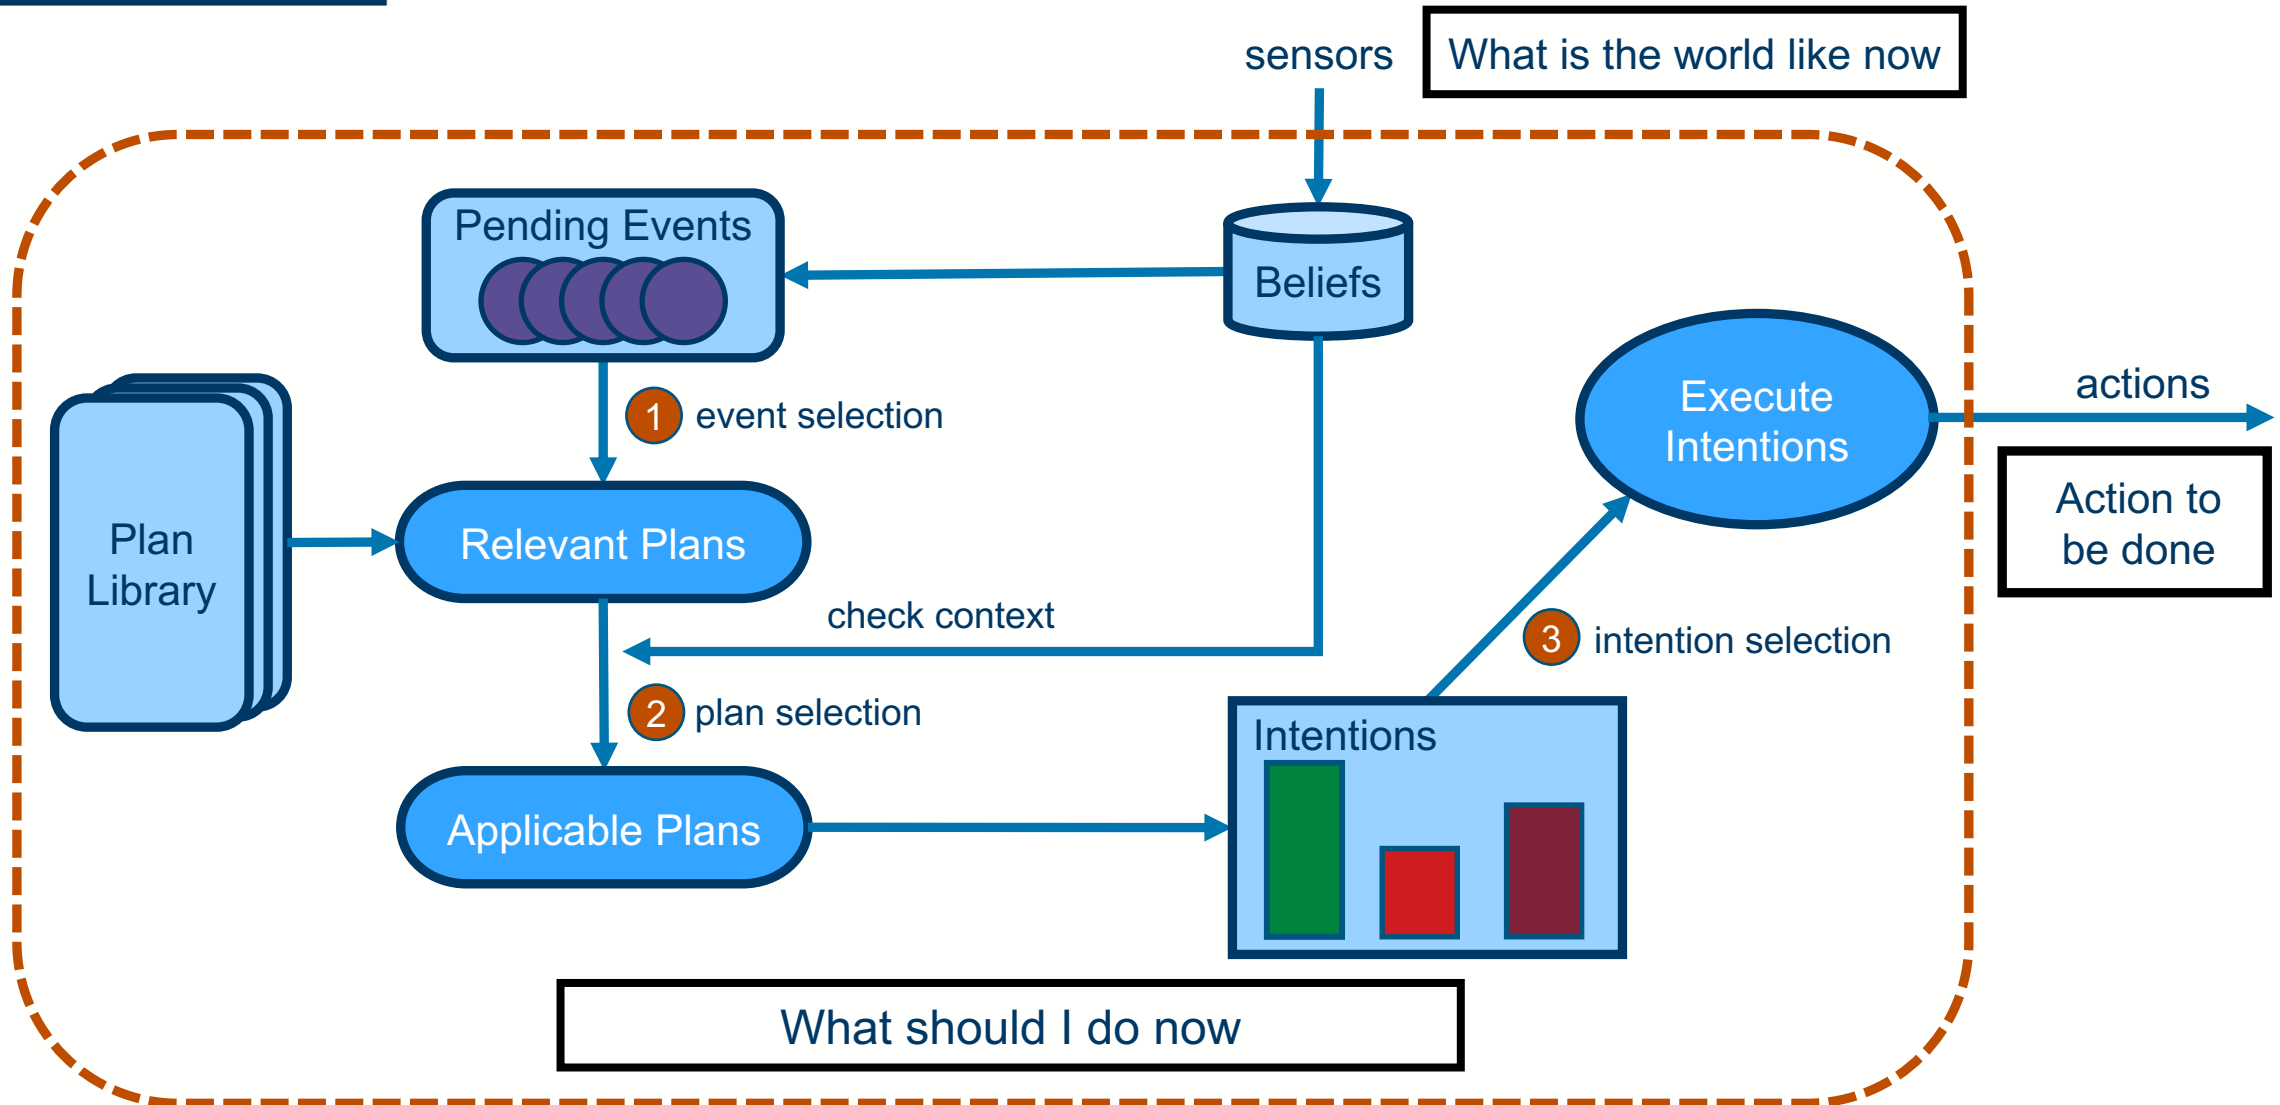 sensors
What is the world like now
Pending Events
Beliefs
Execute
Intentions
actions
1 event selection
Action to
be done
Plan
Library
Relevant Plans
check context
3 intention selection
2 plan selection
Intentions
Applicable Plans
What should I do now